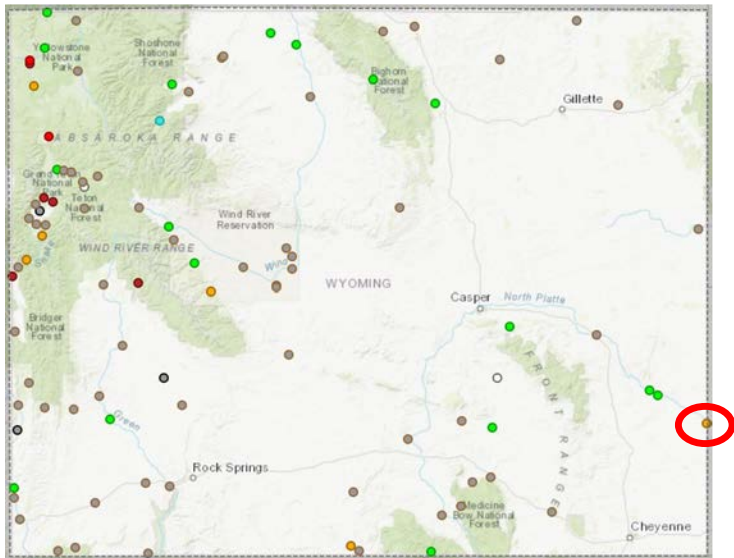 Yellowstone
National
Park
Shoshone
National
Forest
Bighorn
National
Forest
Gillette
ABSAROKA RANGE
Grand Teton
National
Park
Teton
National
Forest
Snake
WIND RIVER RANGE
Wind River
Reservation
Wind
WYOMING
Casper
North Platte
Bridger
National
Forest
FRONT RANGE
Green
Rock Springs
Medicine
Bow National
Forest
Cheyenne